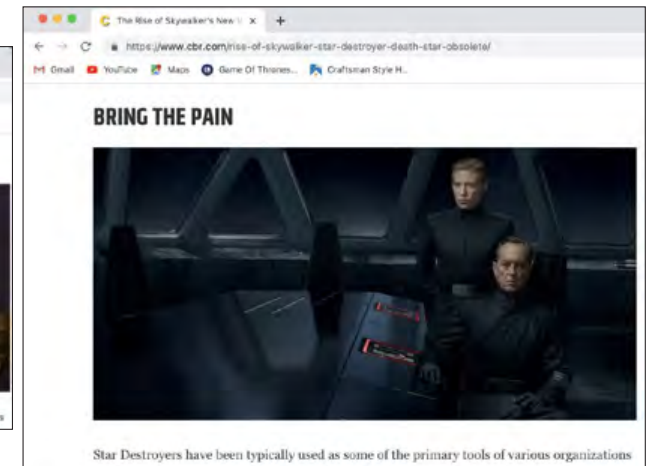 The Rise of Skywalker's New
https://www.cbr.com/rise-of-skywalker-star-destroyer-death-star-obsolete/
Gmail YouTube Maps Game Of Thrones... Craftsman Style H...
BRING THE PAIN
Star Destroyers have been typically used as some of the primary tools of various organizations